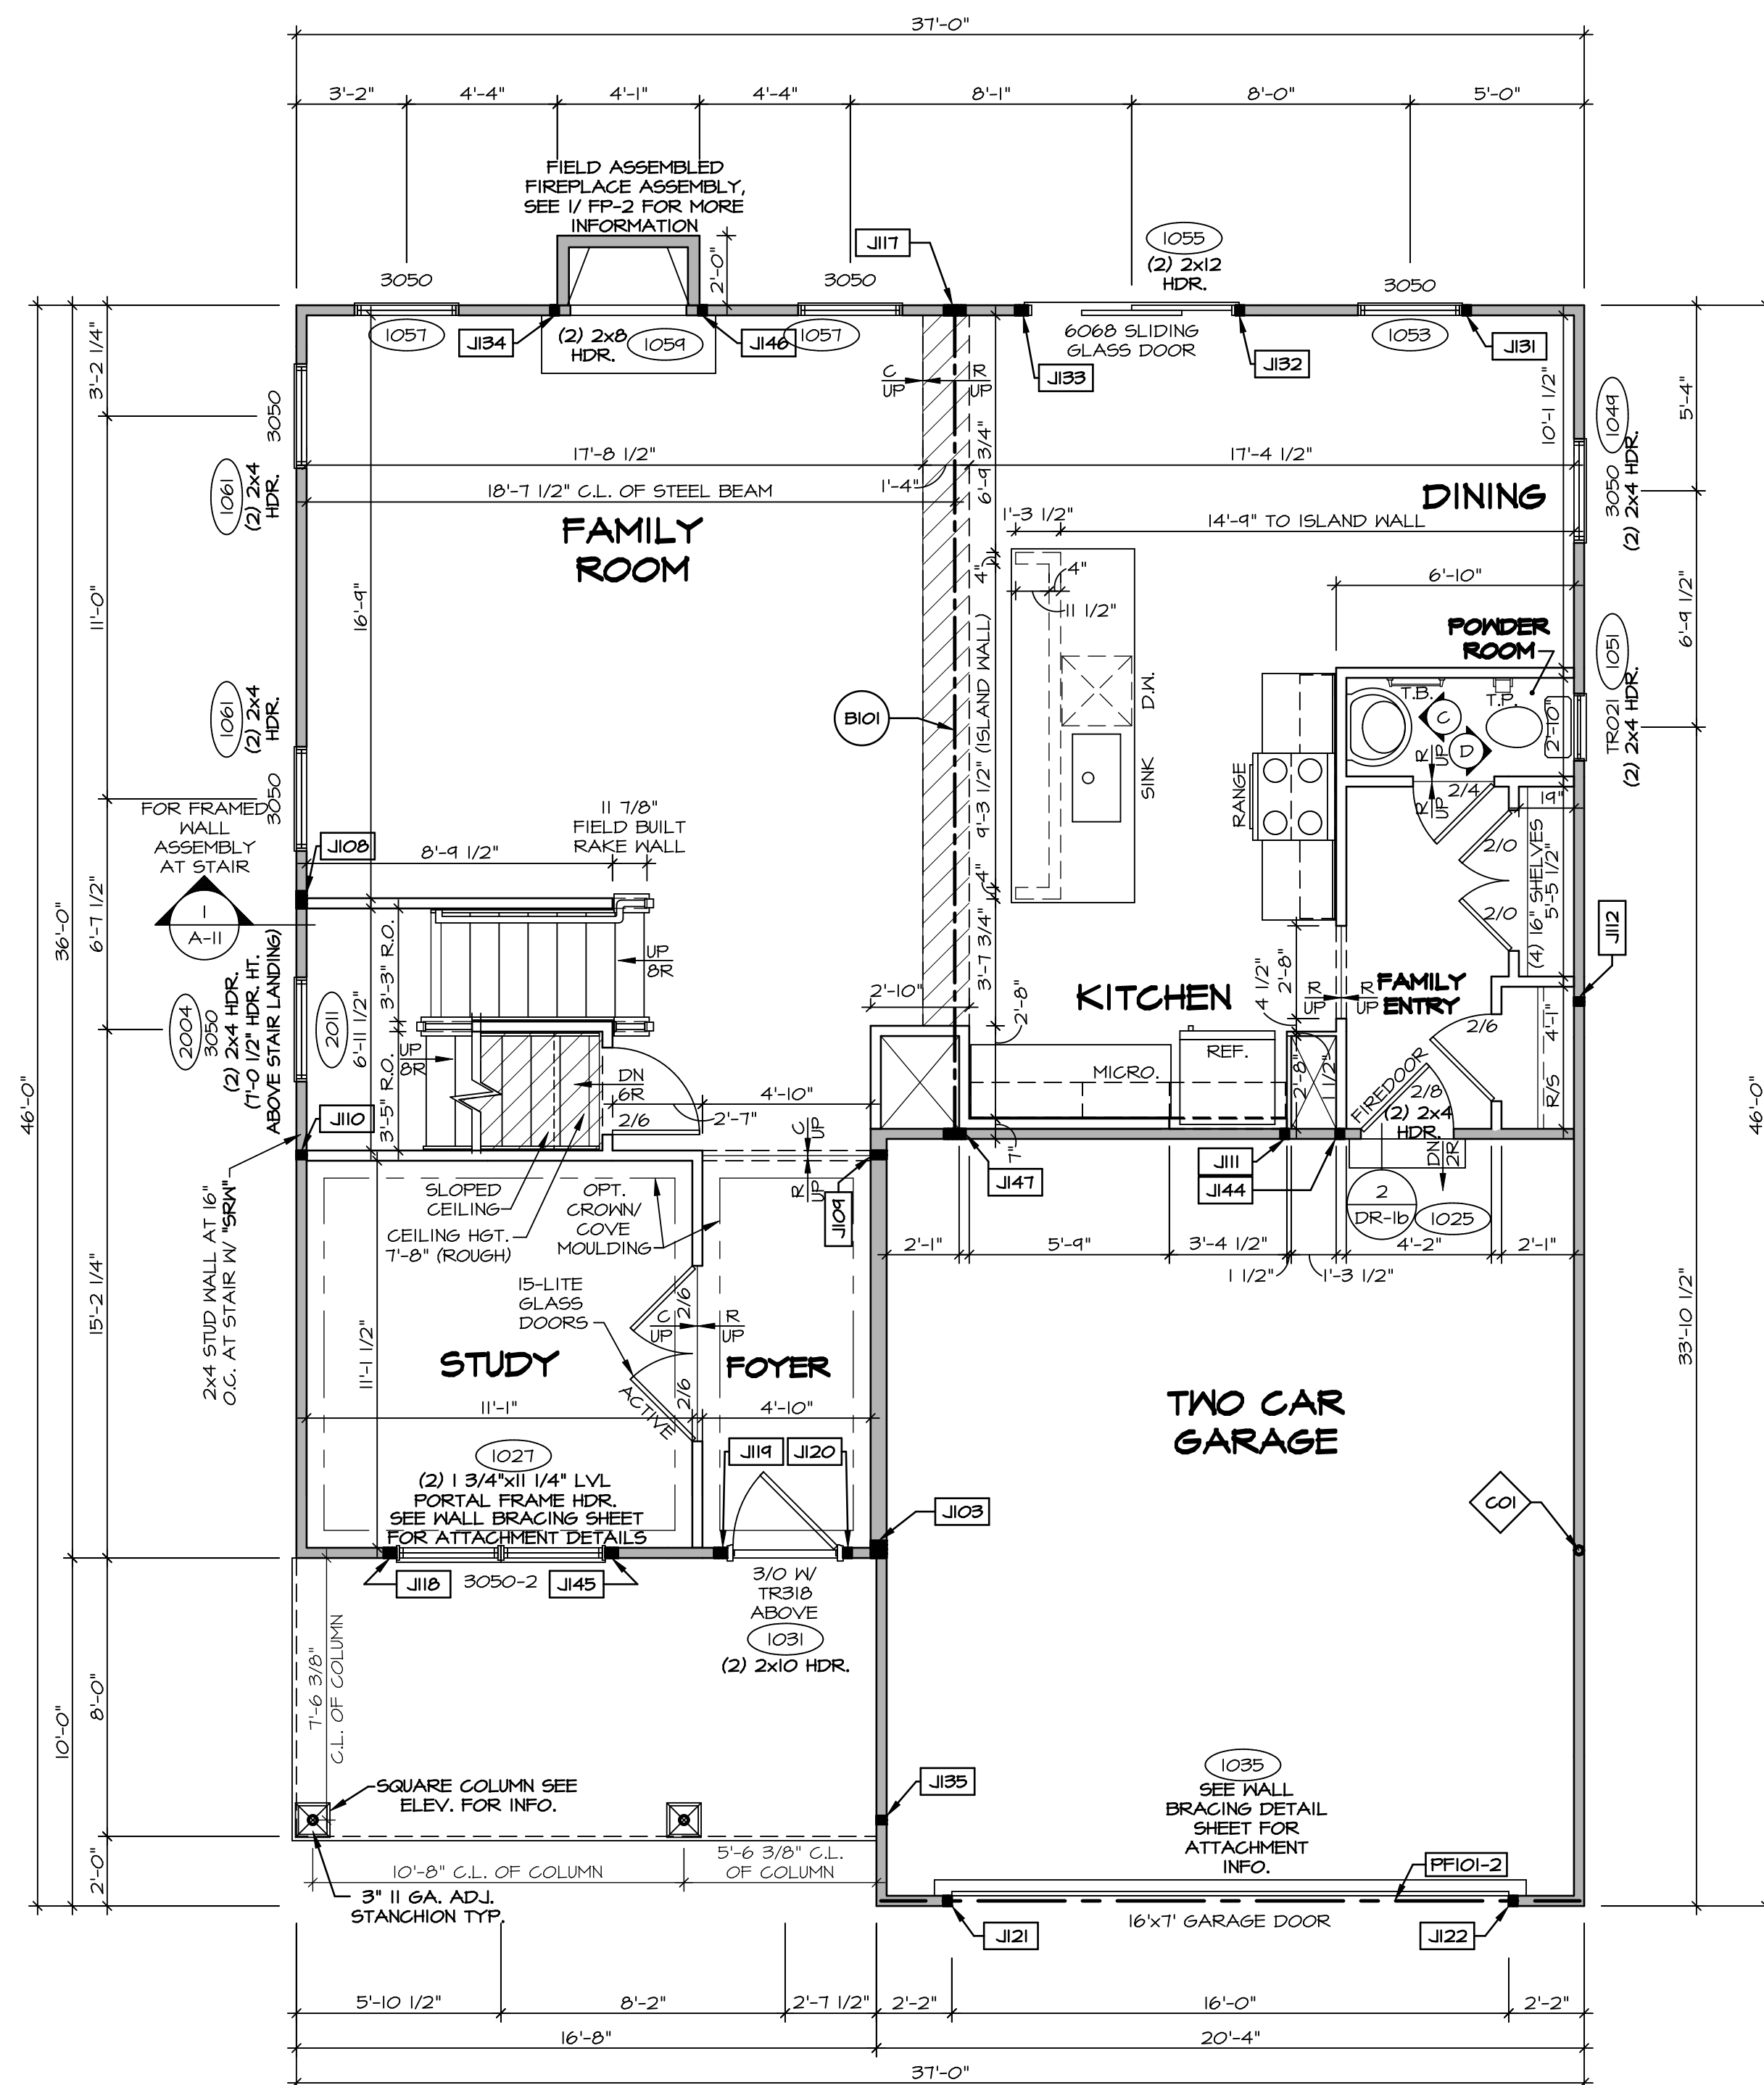 37'-0"
3'-2"
4'-4"
4'-1"
4'-4"
8'-1"
8'-0"
5'-0"
FIELD ASSEMBLED
FIREPLACE ASSEMBLY,
SEE 1/ FP-2 FOR MORE
INFORMATION
2'-0"
J117
1055
(2) 2x12
HDR.
3050
3050
3050
1057
J134
(2) 2x8
HDR.
1059
J146
1057
6068 SLIDING
GLASS DOOR
J133
J132
1053
J131
C
UP
R
UP
3'-2 1/4"
11'-0"
6'-7 1/2"
15'-2 1/4"
8'-0"
2'-0"
36'-0"
10'-0"
46'-0"
3050
1061
(2) 2x4
HDR.
1061
(2) 2x4
HDR.
3050
17'-8 1/2"
1'-4"
17'-4 1/2"
18'-7 1/2" C.L. OF STEEL BEAM
6'-9 3/4"
10'-1 1/2"
5'-4"
1049
3050
(2) 2x4 HDR.
6'-9 1/2"
1051
TR021
(2) 2x4 HDR.
FAMILY
ROOM
DINING
1'-3 1/2"
14'-9" TO ISLAND WALL
4"
4"
11 1/2"
6'-10"
16'-9"
9'-3 1/2" (ISLAND WALL)
4"
3'-7 3/4"
B101
D.W.
SINK
RANGE
POWDER
ROOM
T.B.
T.P.
C
D
2'-10"
R
UP
R
UP
2/4
19"
2/0
2/0
(4) 16" SHELVES
5'-5 1/2"
FOR FRAMED
WALL
ASSEMBLY
AT STAIR
1
A-11
J108
8'-9 1/2"
11 7/8"
FIELD BUILT
RAKE WALL
UP
8R
3'-3" R.O.
6'-11 1/2"
3'-5" R.O.
UP
8R
DN
6R
2/6
2'-7"
4'-10"
2004
3050
(2) 2x4 HDR.
(7'-0 1/2" HDR. HT.
ABOVE STAIR LANDING)
2011
J110
2x4 STUD WALL AT 16"
O.C. AT STAIR W/ "SRW"
2'-10"
2'-8"
KITCHEN
4 1/2"
2'-8"
R
UP
R
UP
FAMILY
ENTRY
J112
2/6
4'-1"
R/S
MICRO.
REF.
2'-8"
1 1/2"
FIREDOOR
2/8
(2) 2x4
HDR.
DN
2R
7"
J147
J111
J144
2
DR-1b
1025
C
UP
R
UP
J109
SLOPED
CEILING
CEILING HGT.
7'-8" (ROUGH)
OPT.
CROWN/
COVE
MOULDING
2'-1"
5'-9"
3'-4 1/2"
1 1/2"
1'-3 1/2"
4'-2"
2'-1"
15-LITE
GLASS
DOORS
2/6
C
UP
R
UP
2/6
ACTIVE
STUDY
FOYER
11'-1 1/2"
11'-1"
4'-10"
TWO CAR
GARAGE
33'-10 1/2"
46'-0"
1027
(2) 1 3/4"x11 1/4" LVL
PORTAL FRAME HDR.
SEE WALL BRACING SHEET
FOR ATTACHMENT DETAILS
J119
J120
J103
C01
J118
3050-2
J145
3/0 W/
TR318
ABOVE
1031
(2) 2x10 HDR.
7'-6 3/8"
C.L. OF COLUMN
SQUARE COLUMN SEE
ELEV. FOR INFO.
J135
1035
SEE WALL
BRACING DETAIL
SHEET FOR
ATTACHMENT
INFO.
10'-8" C.L. OF COLUMN
5'-6 3/8" C.L.
OF COLUMN
3" 11 GA. ADJ.
STANCHION TYP.
PF101-2
J121
16'x7' GARAGE DOOR
J122
5'-10 1/2"
8'-2"
2'-7 1/2"
2'-2"
16'-0"
2'-2"
16'-8"
20'-4"
37'-0"